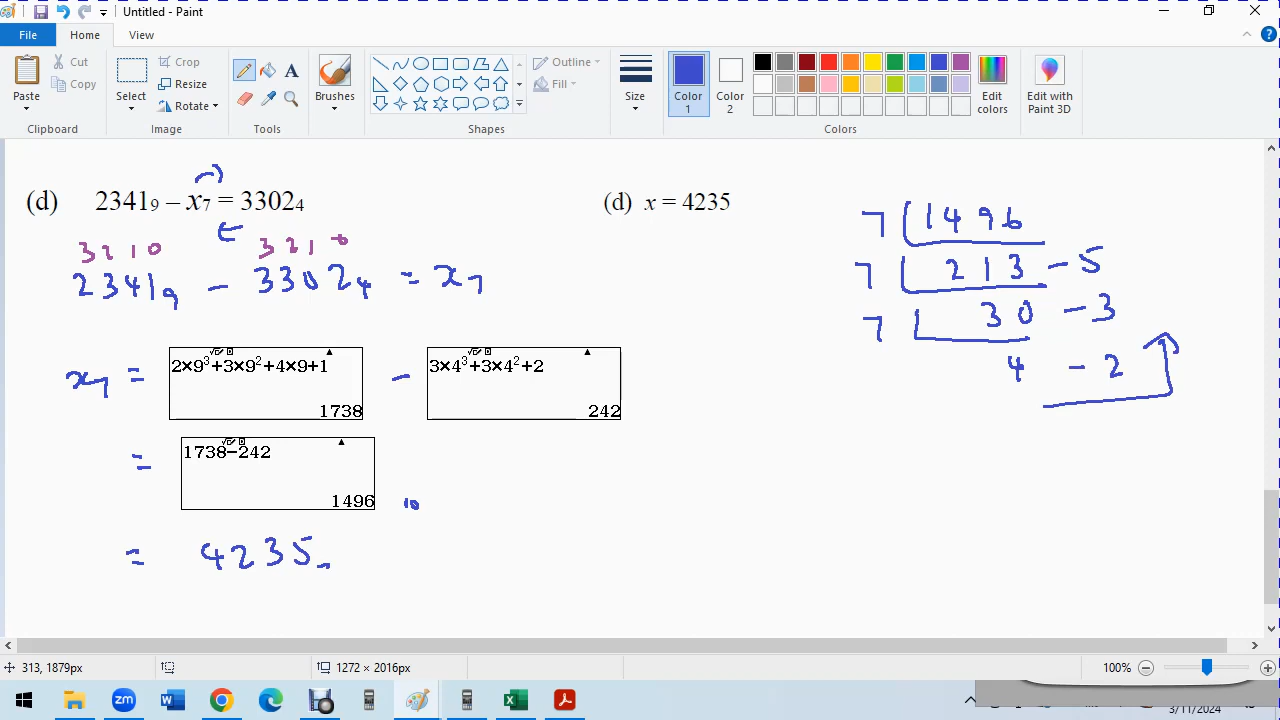 Untitled - Paint
File Home View
Paste Cut Copy Clipboard
Select Crop Resize Rotate Image
Tools
Brushes
Shapes Outline Fill
Size
Color 1 Color 2 Edit colors Colors
Edit with Paint 3D
(d) 2341₉ – x₇ = 3302₄
(d) x = 4235
3 2 1 0 3 2 1 0
2341₉ – 3302₄ = x₇
x₇ = 2×9³+3×9²+4×9+1
1738
– 3×4³+3×4²+2
242
= 1738−242
1496 10
= 4235
7 1496
7 213 – 5
7 30 – 3
4 – 2
313, 1879px 1272 × 2016px 100%
zm
3/11/2024